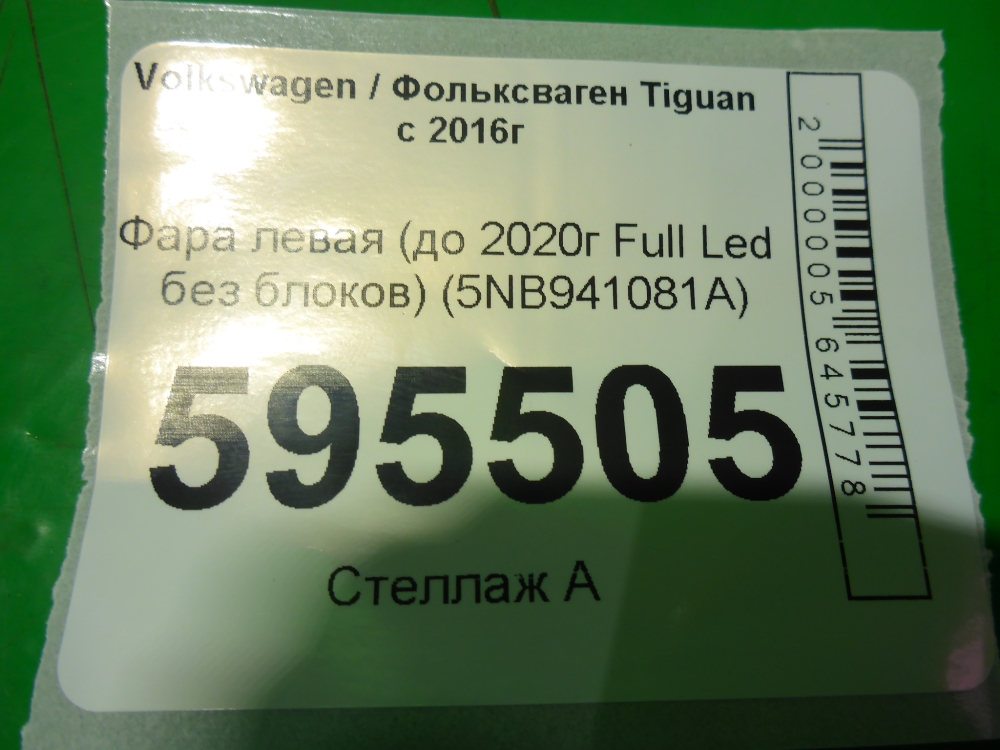 Volkswagen / Фольксваген Tiguan
с 2016г
Фара левая (до 2020г Full Led
без блоков) (5NB941081A)
595505
Стеллаж А
2000005645778